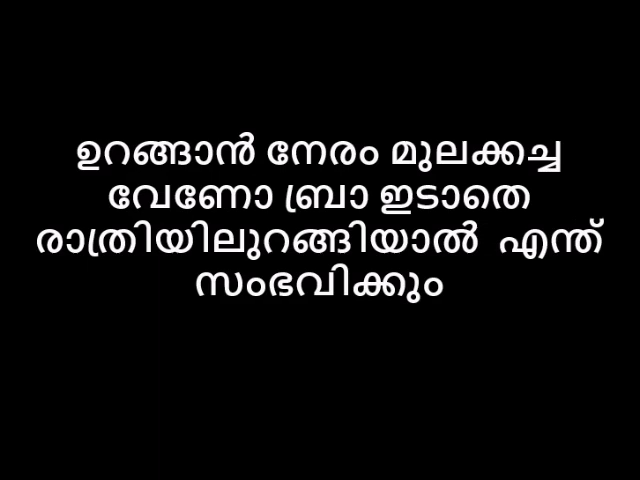 ഉറങ്ങാൻ നേരം മുലക്കച്ച
വേണോ ബ്രാ ഇടാതെ
രാത്രിയിലുറങ്ങിയാൽ എന്ത്
സംഭവിക്കും